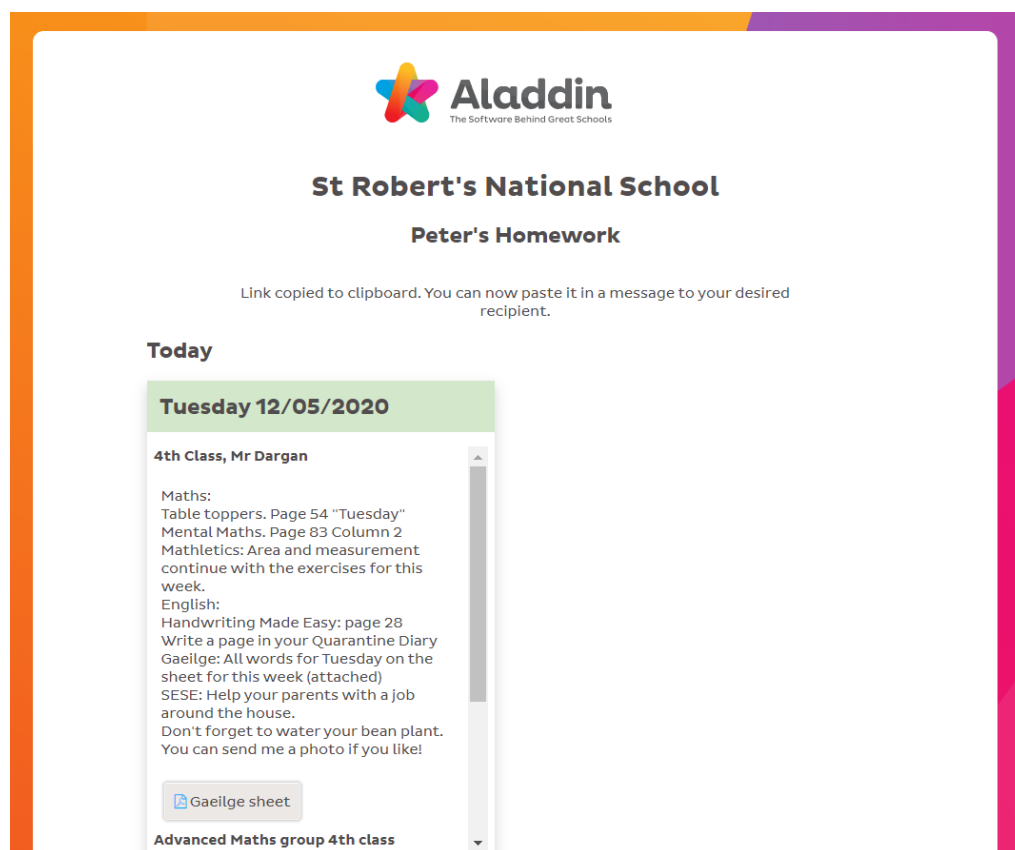 Aladdin
The Software Behind Great Schools
St Robert's National School
Peter's Homework
Link copied to clipboard. You can now paste it in a message to your desired
recipient.
Today
Tuesday 12/05/2020
4th Class, Mr Dargan
Maths:
Table toppers. Page 54 "Tuesday"
Mental Maths. Page 83 Column 2
Mathletics: Area and measurement
continue with the exercises for this
week.
English:
Handwriting Made Easy: page 28
Write a page in your Quarantine Diary
Gaeilge: All words for Tuesday on the
sheet for this week (attached)
SESE: Help your parents with a job
around the house.
Don't forget to water your bean plant.
You can send me a photo if you like!
Gaeilge sheet
Advanced Maths group 4th class